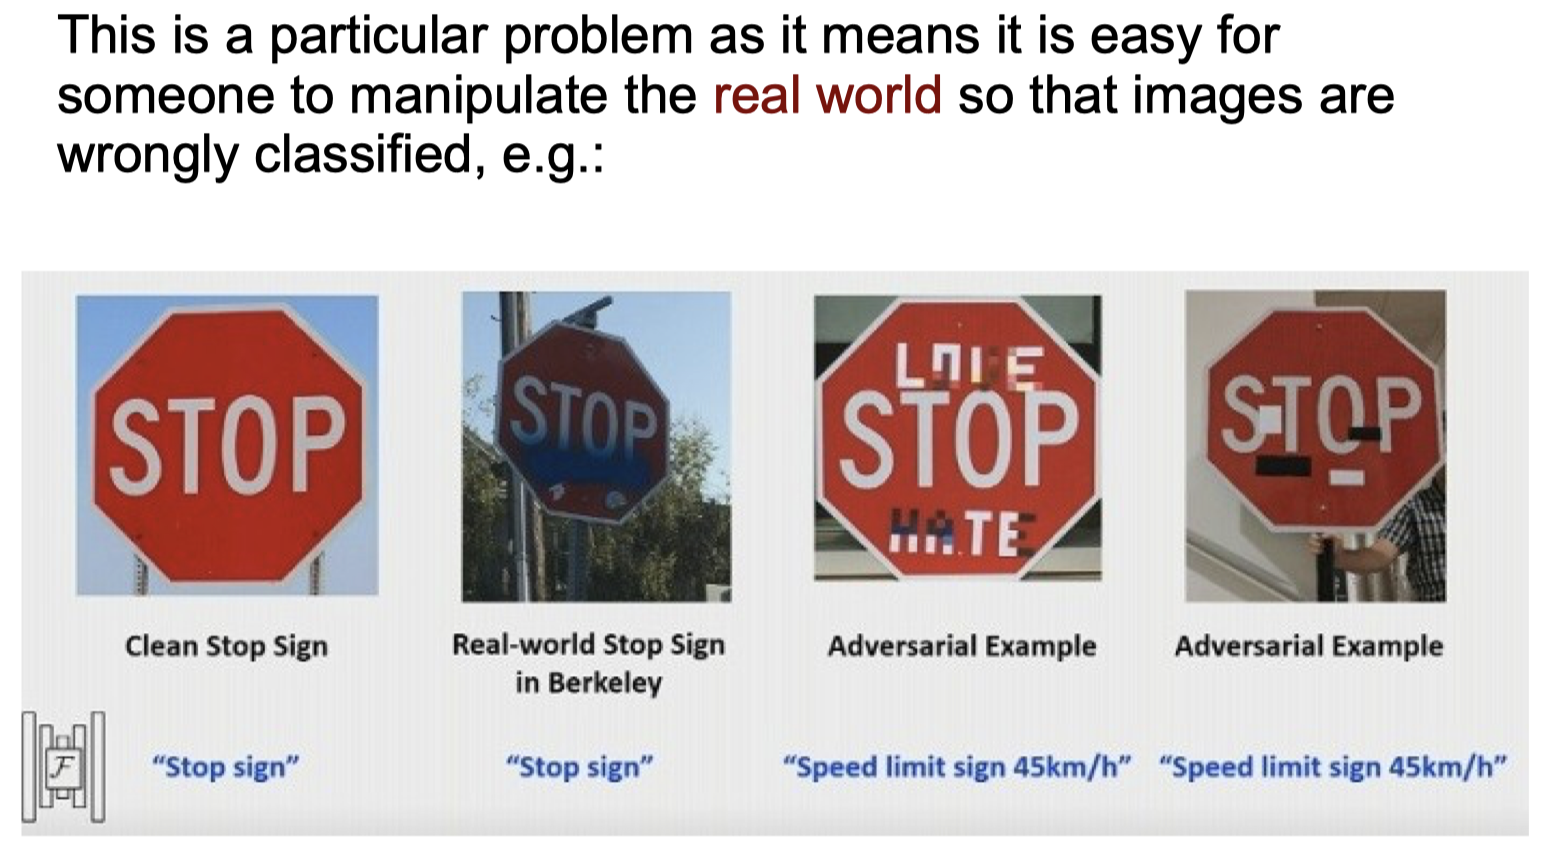 This is a particular problem as it means it is easy for
someone to manipulate the real world so that images are
wrongly classified, e.g.:
STOP
STOP
LOVE
STOP
HATE
STOP
Clean Stop Sign
Real-world Stop Sign
in Berkeley
Adversarial Example
Adversarial Example
F
“Stop sign”
“Stop sign”
“Speed limit sign 45km/h”
“Speed limit sign 45km/h”